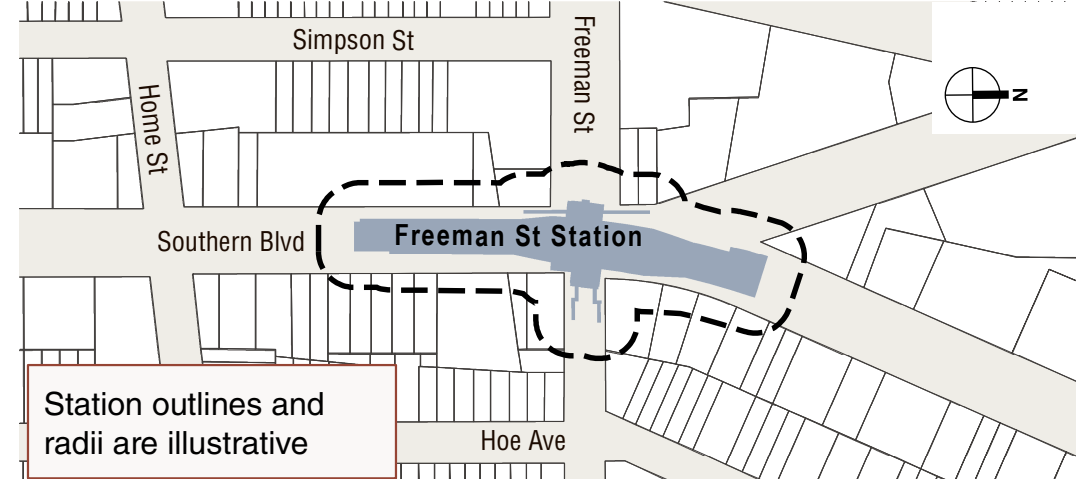 Simpson St
Freeman St
Home St
N
Southern Blvd
Freeman St Station
Station outlines and
radii are illustrative
Hoe Ave